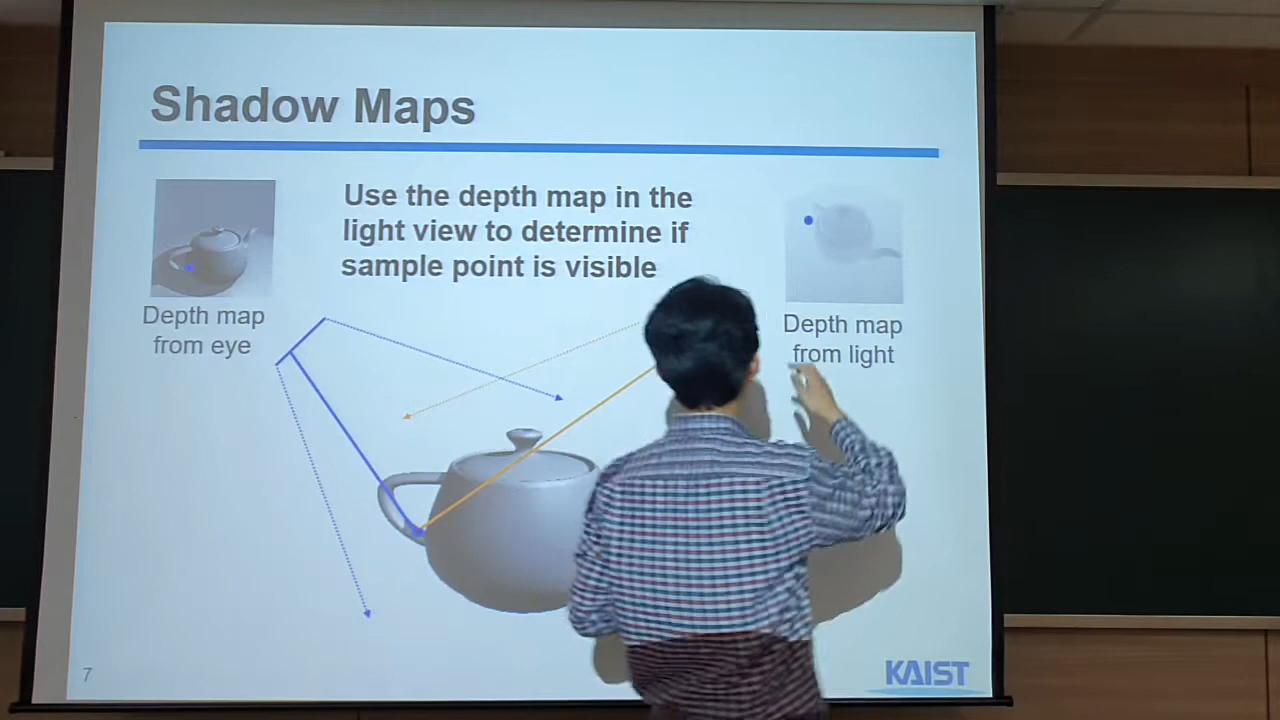 Shadow Maps
Use the depth map in the
light view to determine if
sample point is visible
Depth map
from eye
Depth map
from light
7
KAIST